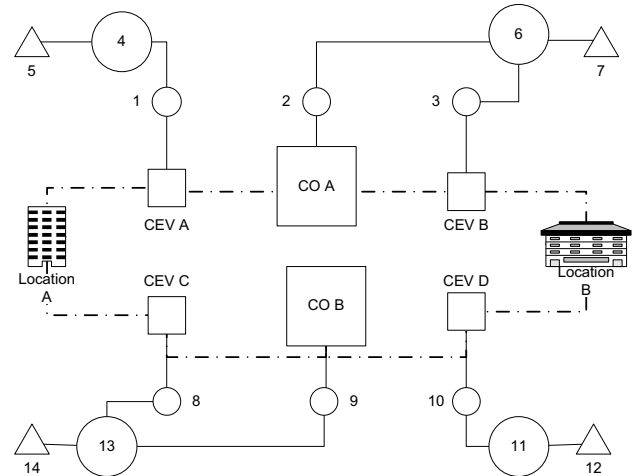 4
6
5
7
1
2
3
CO A
CEV A
CEV B
Location
A
Location
B
CEV C
CEV D
CO B
8
9
10
13
11
14
12